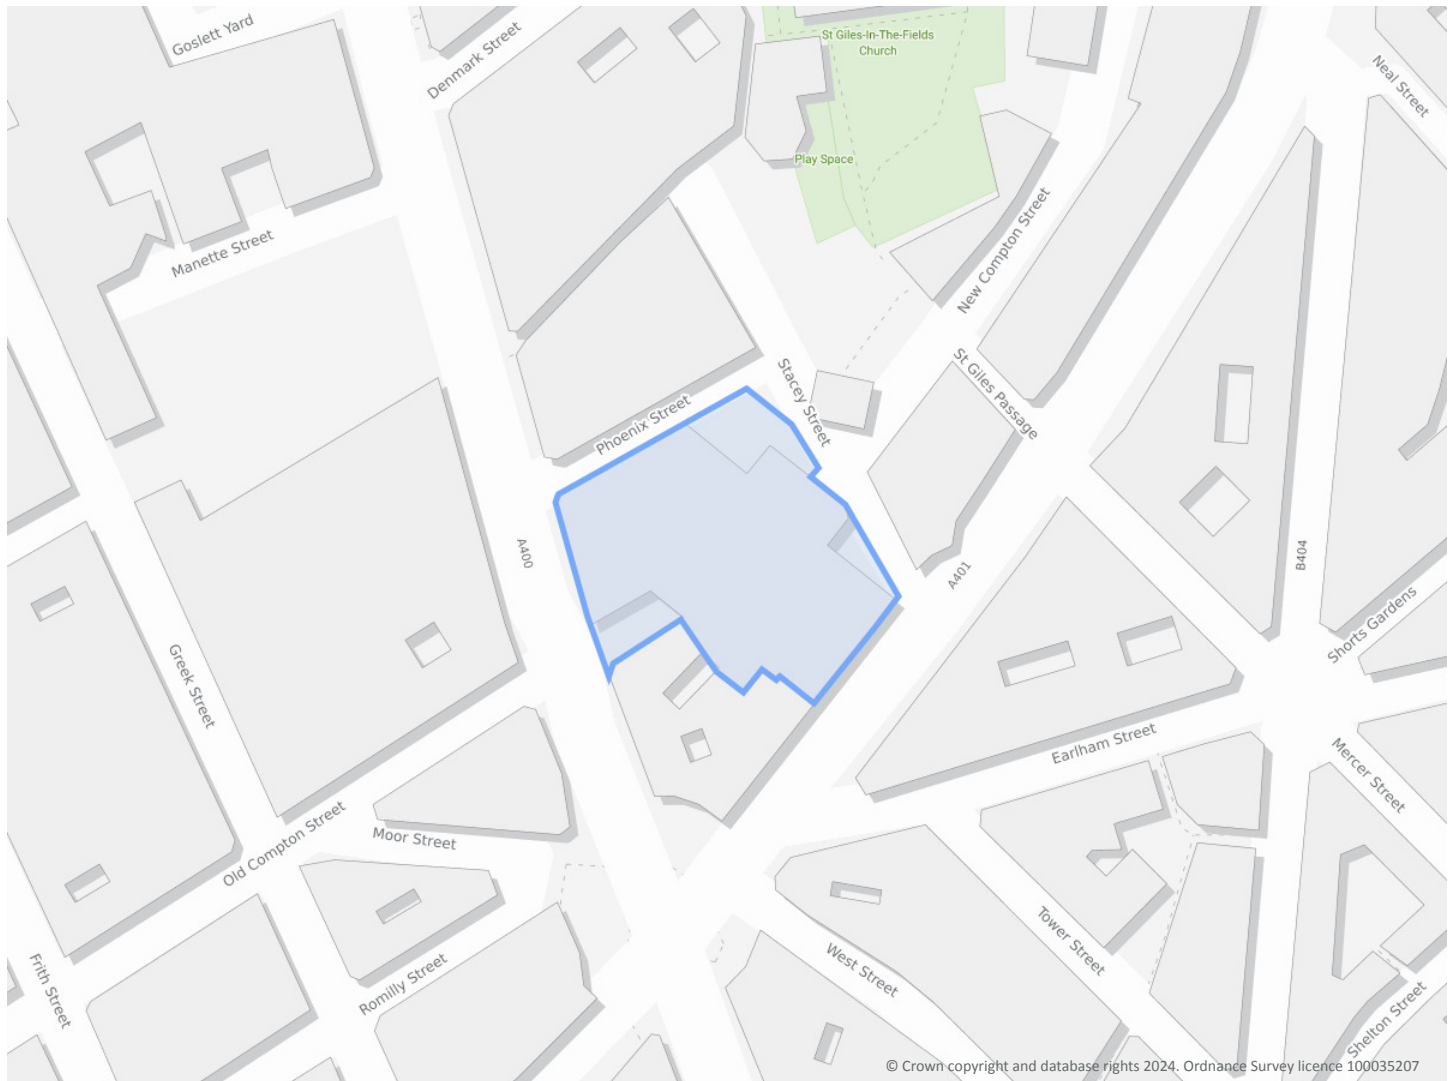 Goslett Yard
Denmark Street
St Giles-In-The-Fields
Church
Neal Street
Play Space
Manette Street
New Compton Street
St Giles Passage
Stacey Street
Phoenix Street
A400
A401
B404
Shorts Gardens
Greek Street
Earlham Street
Mercer Street
Old Compton Street
Moor Street
Tower Street
West Street
Romilly Street
Frith Street
Shelton Street
© Crown copyright and database rights 2024. Ordnance Survey licence 100035207